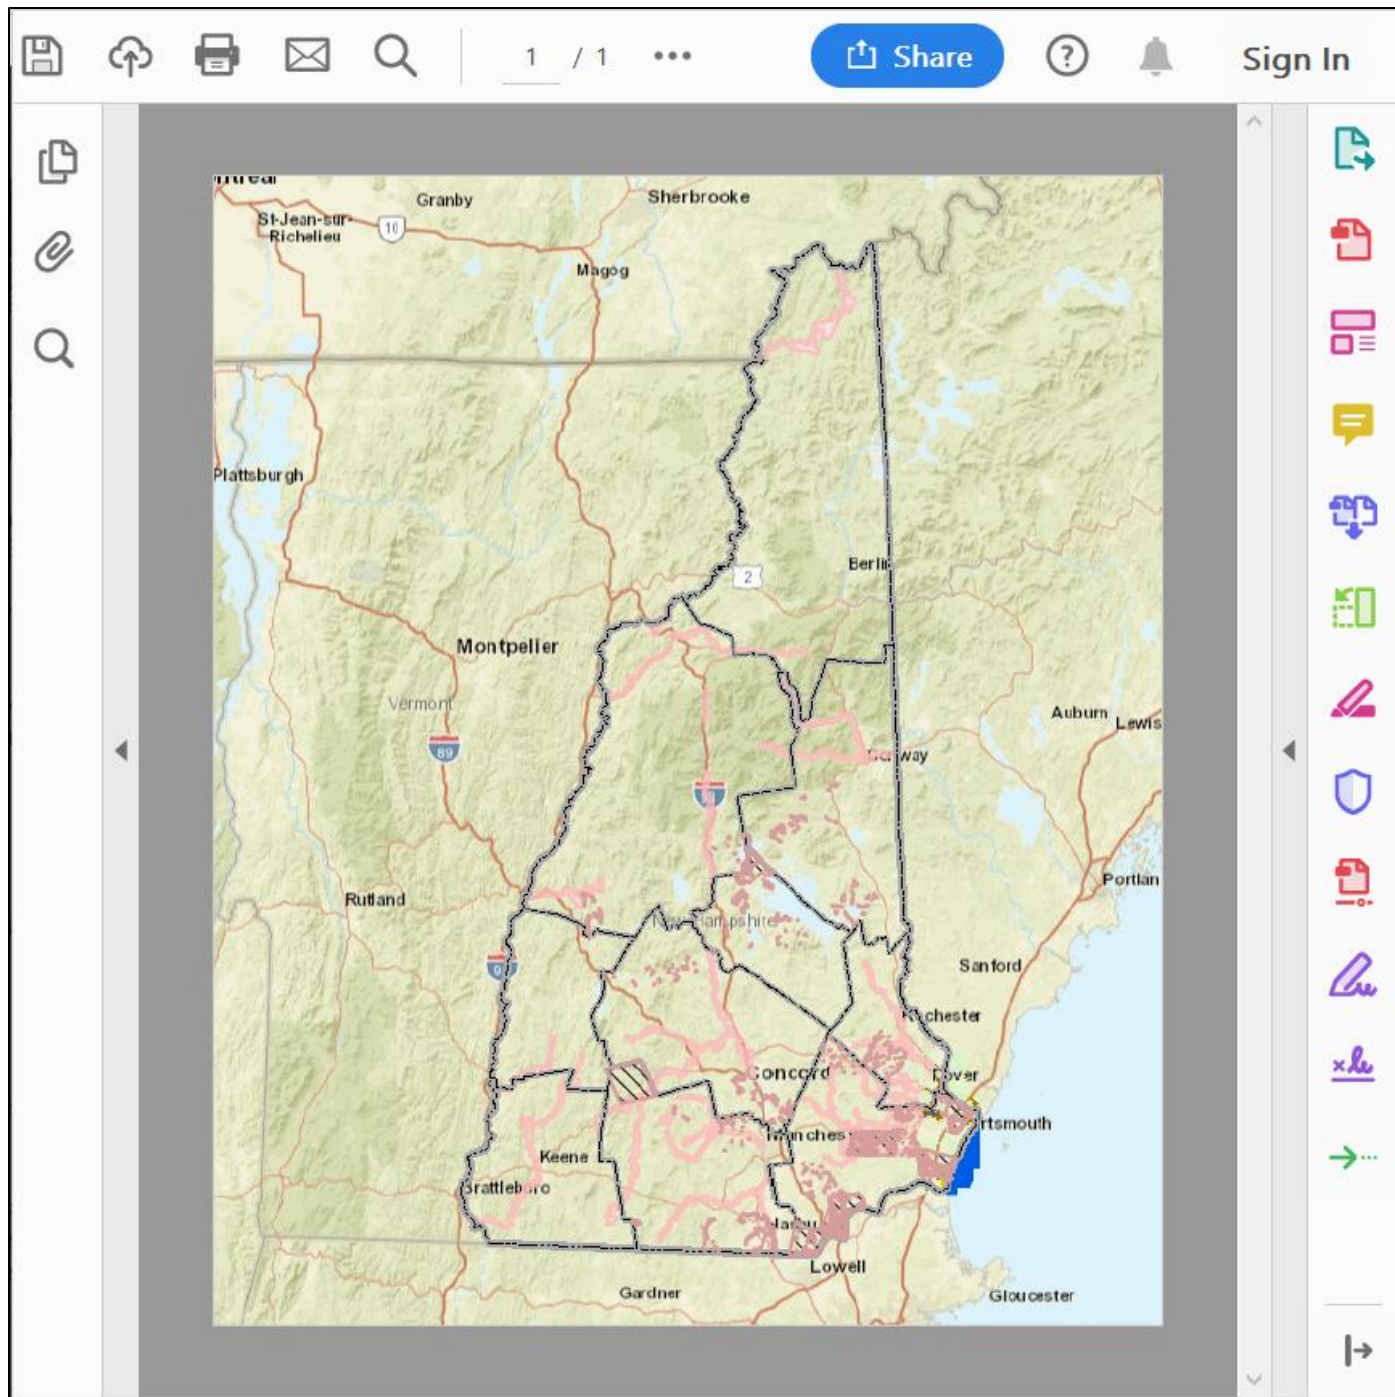 1 / 1
Share
Sign In
Granby
Sherbrooke
St-Jean-sur-
Richelieu
10
Magog
Plattsburgh
2
Montpelier
Vermont
89
Auburn
Lewis
Rutland
Portlan
Sanford
Concord
Keene
Lowell
Gardner
Gloucester